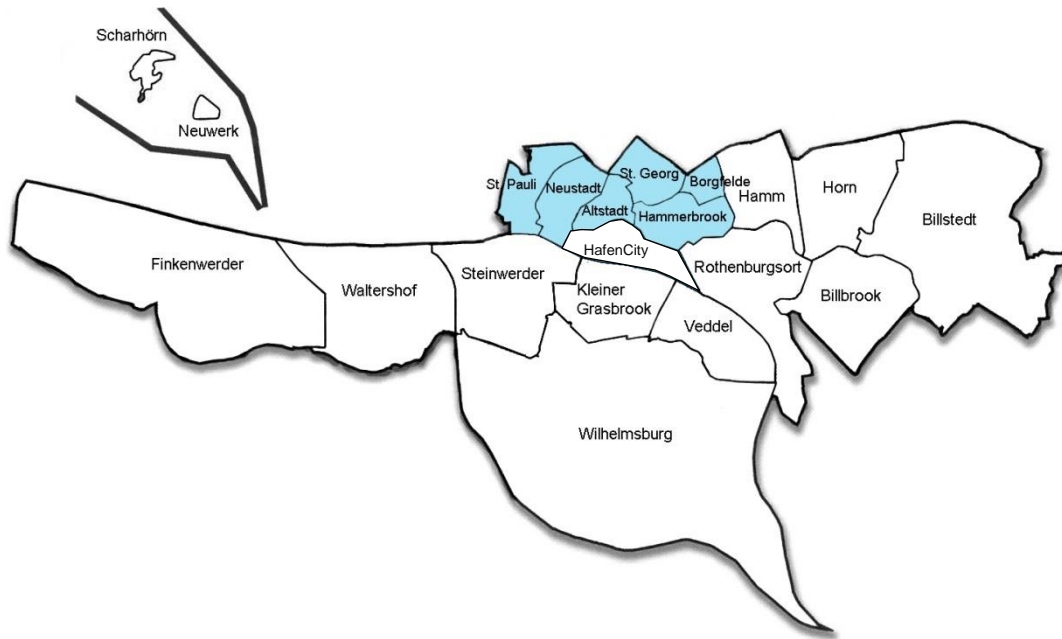 Scharhörn
Neuwerk
St. Pauli
Neustadt
St. Georg
Borgfelde
Altstadt
Hammerbrook
Hamm
Horn
Billstedt
HafenCity
Finkenwerder
Waltershof
Steinwerder
Kleiner
Grasbrook
Rothenburgsort
Billbrook
Veddel
Wilhelmsburg